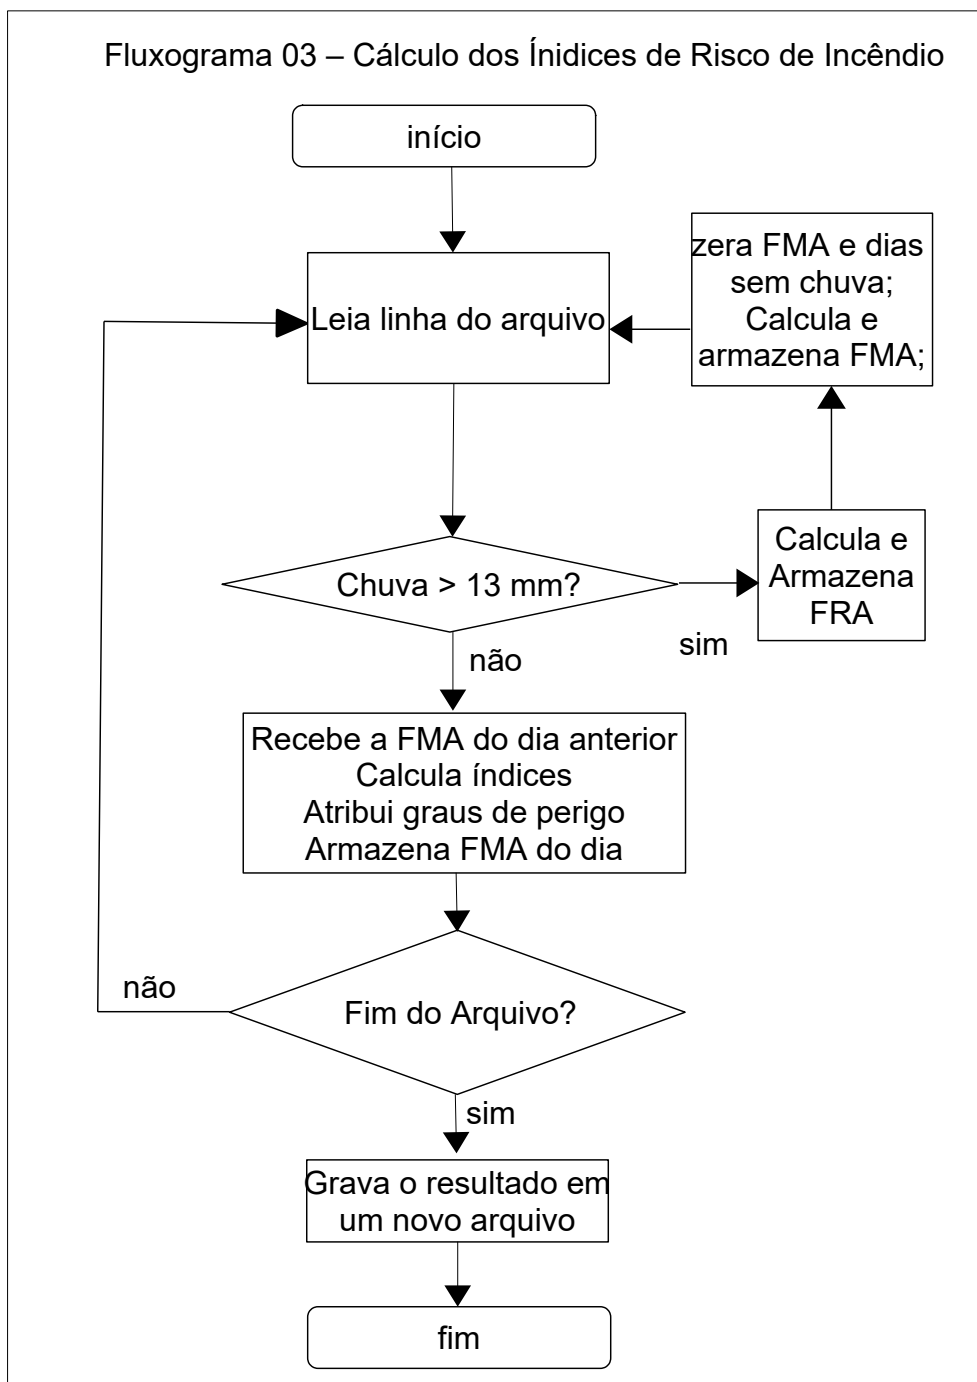 Fluxograma 03 – Cálculo dos Ínidices de Risco de Incêndio
início
zera FMA e dias
sem chuva;
Calcula e
armazena FMA;
Leia linha do arquivo
Calcula e
Armazena
FRA
Chuva > 13 mm?
sim
não
Recebe a FMA do dia anterior
Calcula índices
Atribui graus de perigo
Armazena FMA do dia
não
Fim do Arquivo?
sim
Grava o resultado em
um novo arquivo
fim